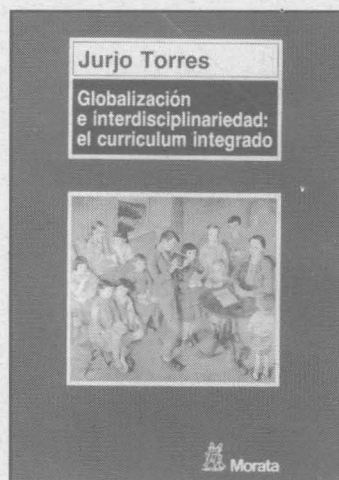 Jurjo Torres
Globalización
e interdisciplinariedad:
el curriculum integrado
Morata